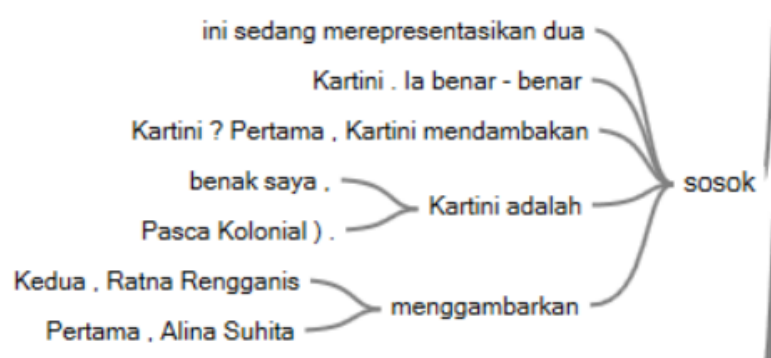 ini sedang merepresentasikan dua
Kartini . Ia benar - benar
Kartini ? Pertama , Kartini mendambakan
benak saya ,
Kartini adalah
sosok
Pasca Kolonial ) .
Kedua , Ratna Rengganis
menggambarkan
Pertama , Alina Suhita